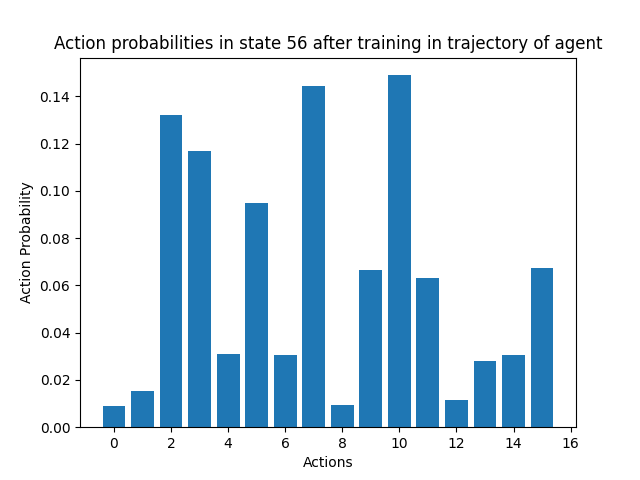 Action probabilities in state 56 after training in trajectory of agent
0.14
0.12
0.10
0.08
0.06
0.04
0.02
0.00
Action Probability
0 2 4 6 8 10 12 14 16
Actions